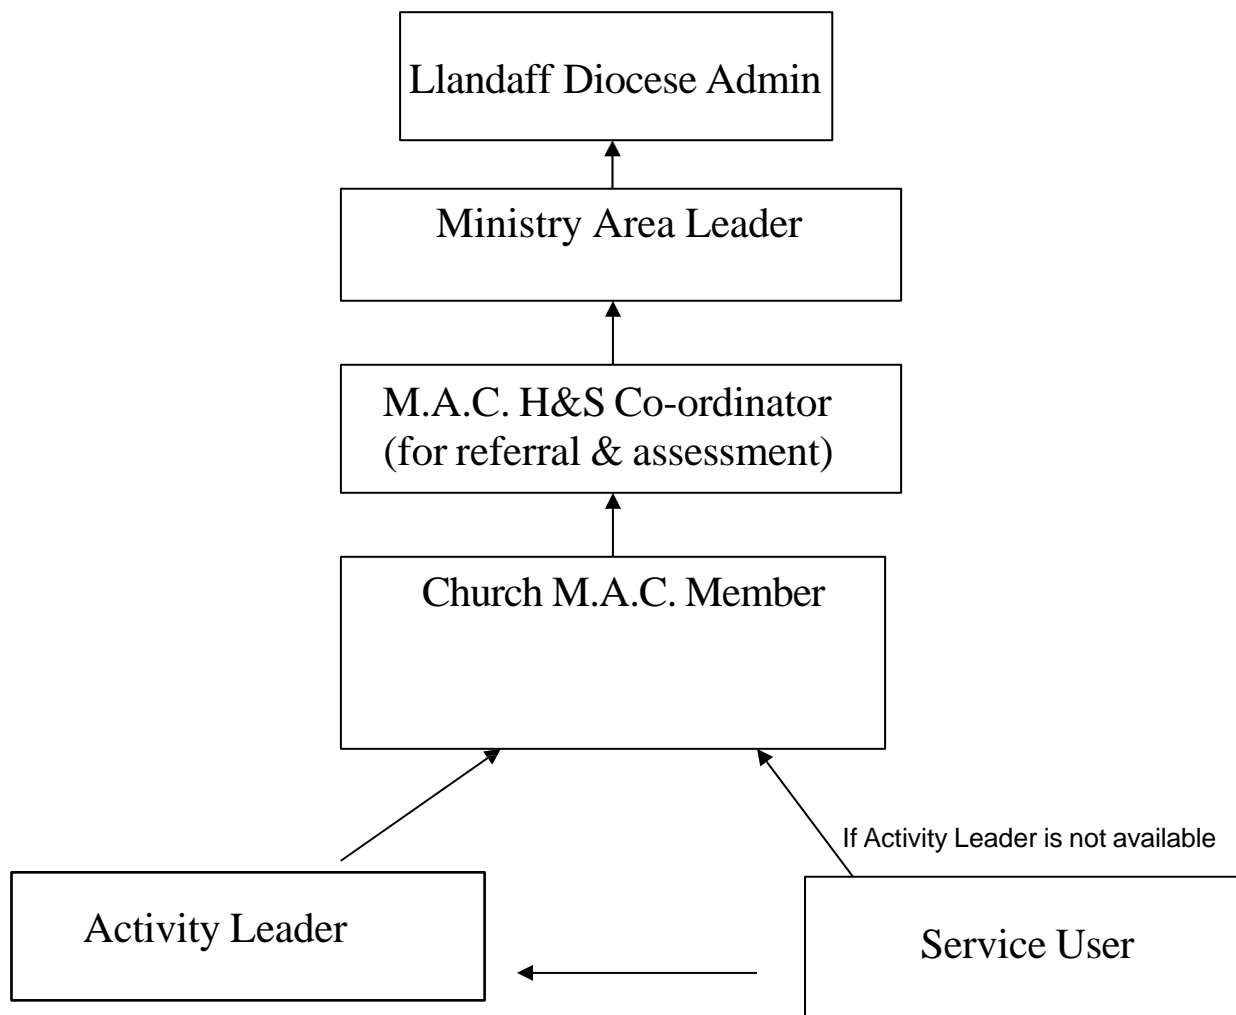 Llandaff Diocese Admin
Ministry Area Leader
M.A.C. H&S Co-ordinator
(for referral & assessment)
Church M.A.C. Member
If Activity Leader is not available
Activity Leader
Service User